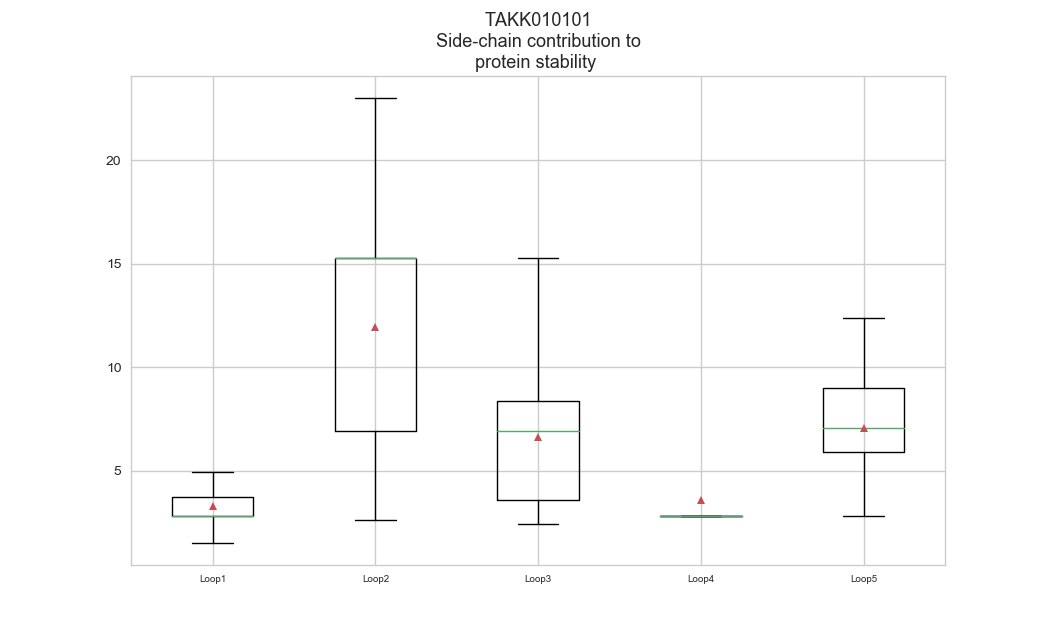 TAKK010101
Side-chain contribution to
protein stability
20
15
10
5
Loop1
Loop2
Loop3
Loop4
Loop5